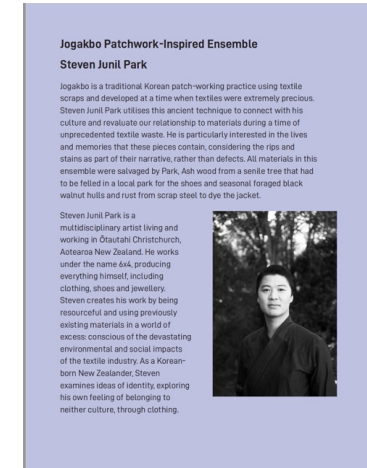 Jogakbo Patchwork-Inspired Ensemble
Steven Junil Park
Jogakbo is a traditional Korean patch-working practice using textile
scraps and developed at a time when textiles were extremely precious.
Steven Junil Park utilises this ancient technique to connect with his
culture and revaluate our relationship to materials during a time of
unprecedented textile waste. He is particularly interested in the lives
and memories that these pieces contain, considering the rips and
stains as part of their narrative, rather than defects. All materials in this
ensemble were salvaged by Park, Ash wood from a senile tree that had
to be felled in a local park for the shoes and seasonal foraged black
walnut hulls and rust from scrap steel to dye the jacket.
Steven Junil Park is a
multidisciplinary artist living and
working in Ōtautahi Christchurch,
Aotearoa New Zealand. He works
under the name 6x4, producing
everything himself, including
clothing, shoes and jewellery.
Steven creates his work by being
resourceful and using previously
existing materials in a world of
excess: conscious of the devastating
environmental and social impacts
of the textile industry. As a Korean-
born New Zealander, Steven
examines ideas of identity, exploring
his own feeling of belonging to
neither culture, through clothing.